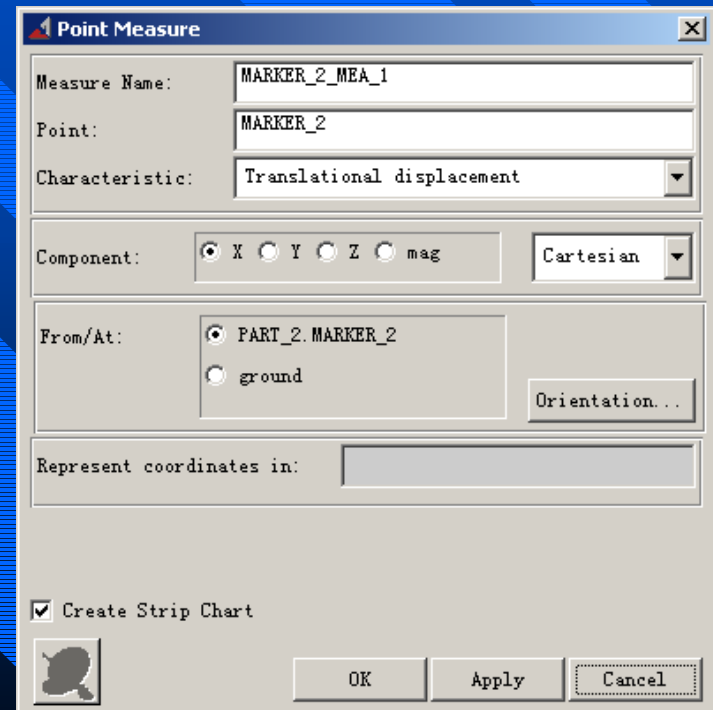 Point Measure
Measure Name: MARKER_2_MEA_1
Point: MARKER_2
Characteristic: Translational displacement
Component: X Y Z mag Cartesian
From/At: PART_2.MARKER_2
ground
Orientation...
Represent coordinates in:
Create Strip Chart
OK Apply Cancel